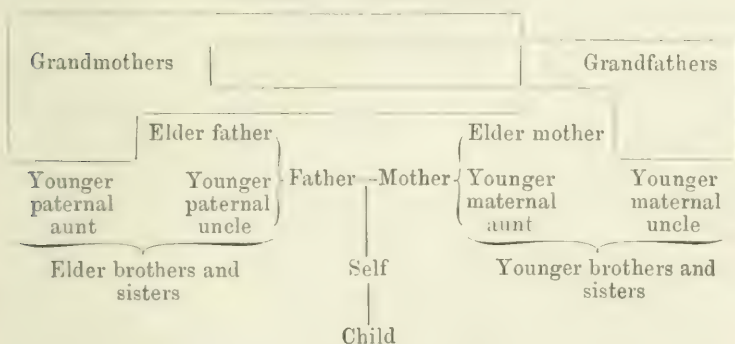 Grandmothers Grandfathers
Elder father Elder mother
Younger Younger Father Mother Younger Younger
paternal paternal maternal maternal
aunt uncle aunt uncle
Elder brothers and Self Younger brothers and
sisters sisters
Child